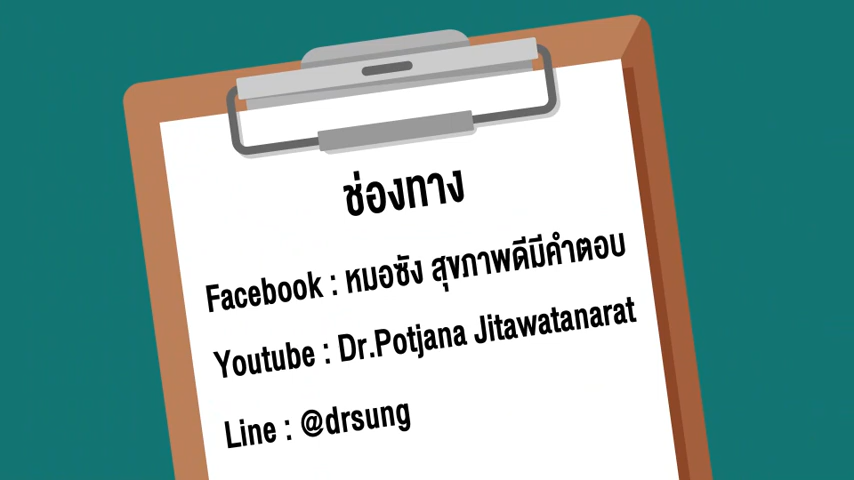 ช่องทาง
Facebook : หมอซัง สุขภาพดีมีคำตอบ
Youtube : Dr.Potjana Jitawatanarat
Line : @drsung